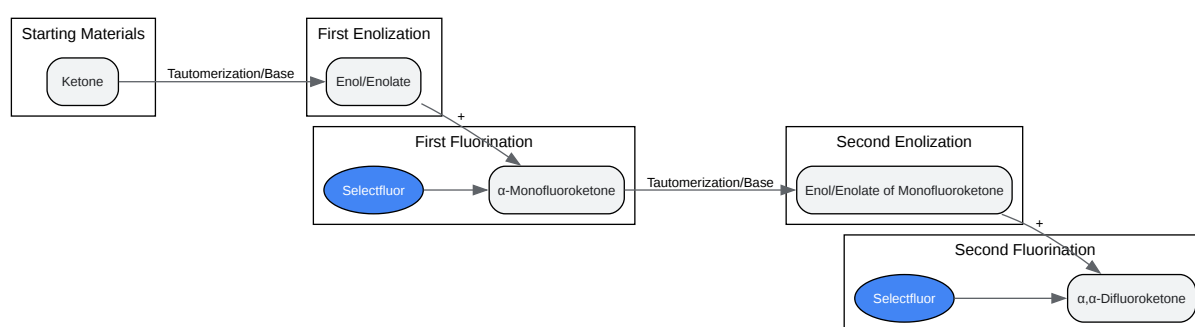 Starting Materials
First Enolization
Ketone
Tautomerization/Base
Enol/Enolate
+
First Fluorination
Second Enolization
Selectfluor
α-Monofluoroketone
Tautomerization/Base
Enol/Enolate of Monofluoroketone
+
Second Fluorination
Selectfluor
α,α-Difluoroketone